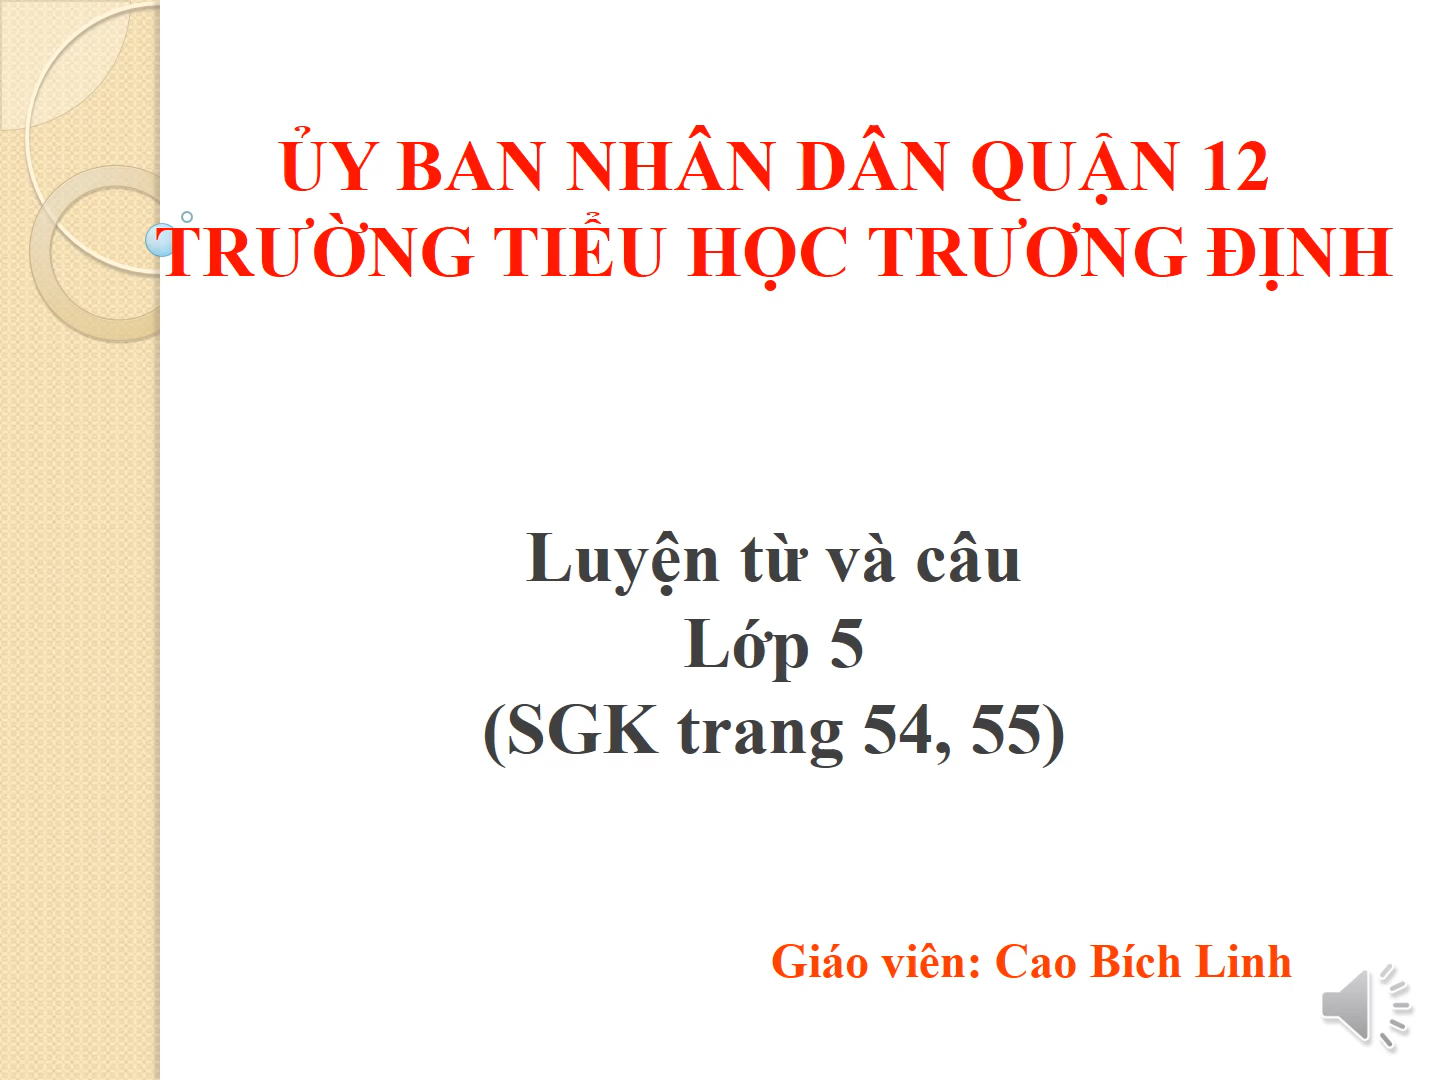 ỦY BAN NHÂN DÂN QUẬN 12
TRƯỜNG TIỂU HỌC TRƯƠNG ĐỊNH
Luyện từ và câu
Lớp 5
(SGK trang 54, 55)
Giáo viên: Cao Bích Linh